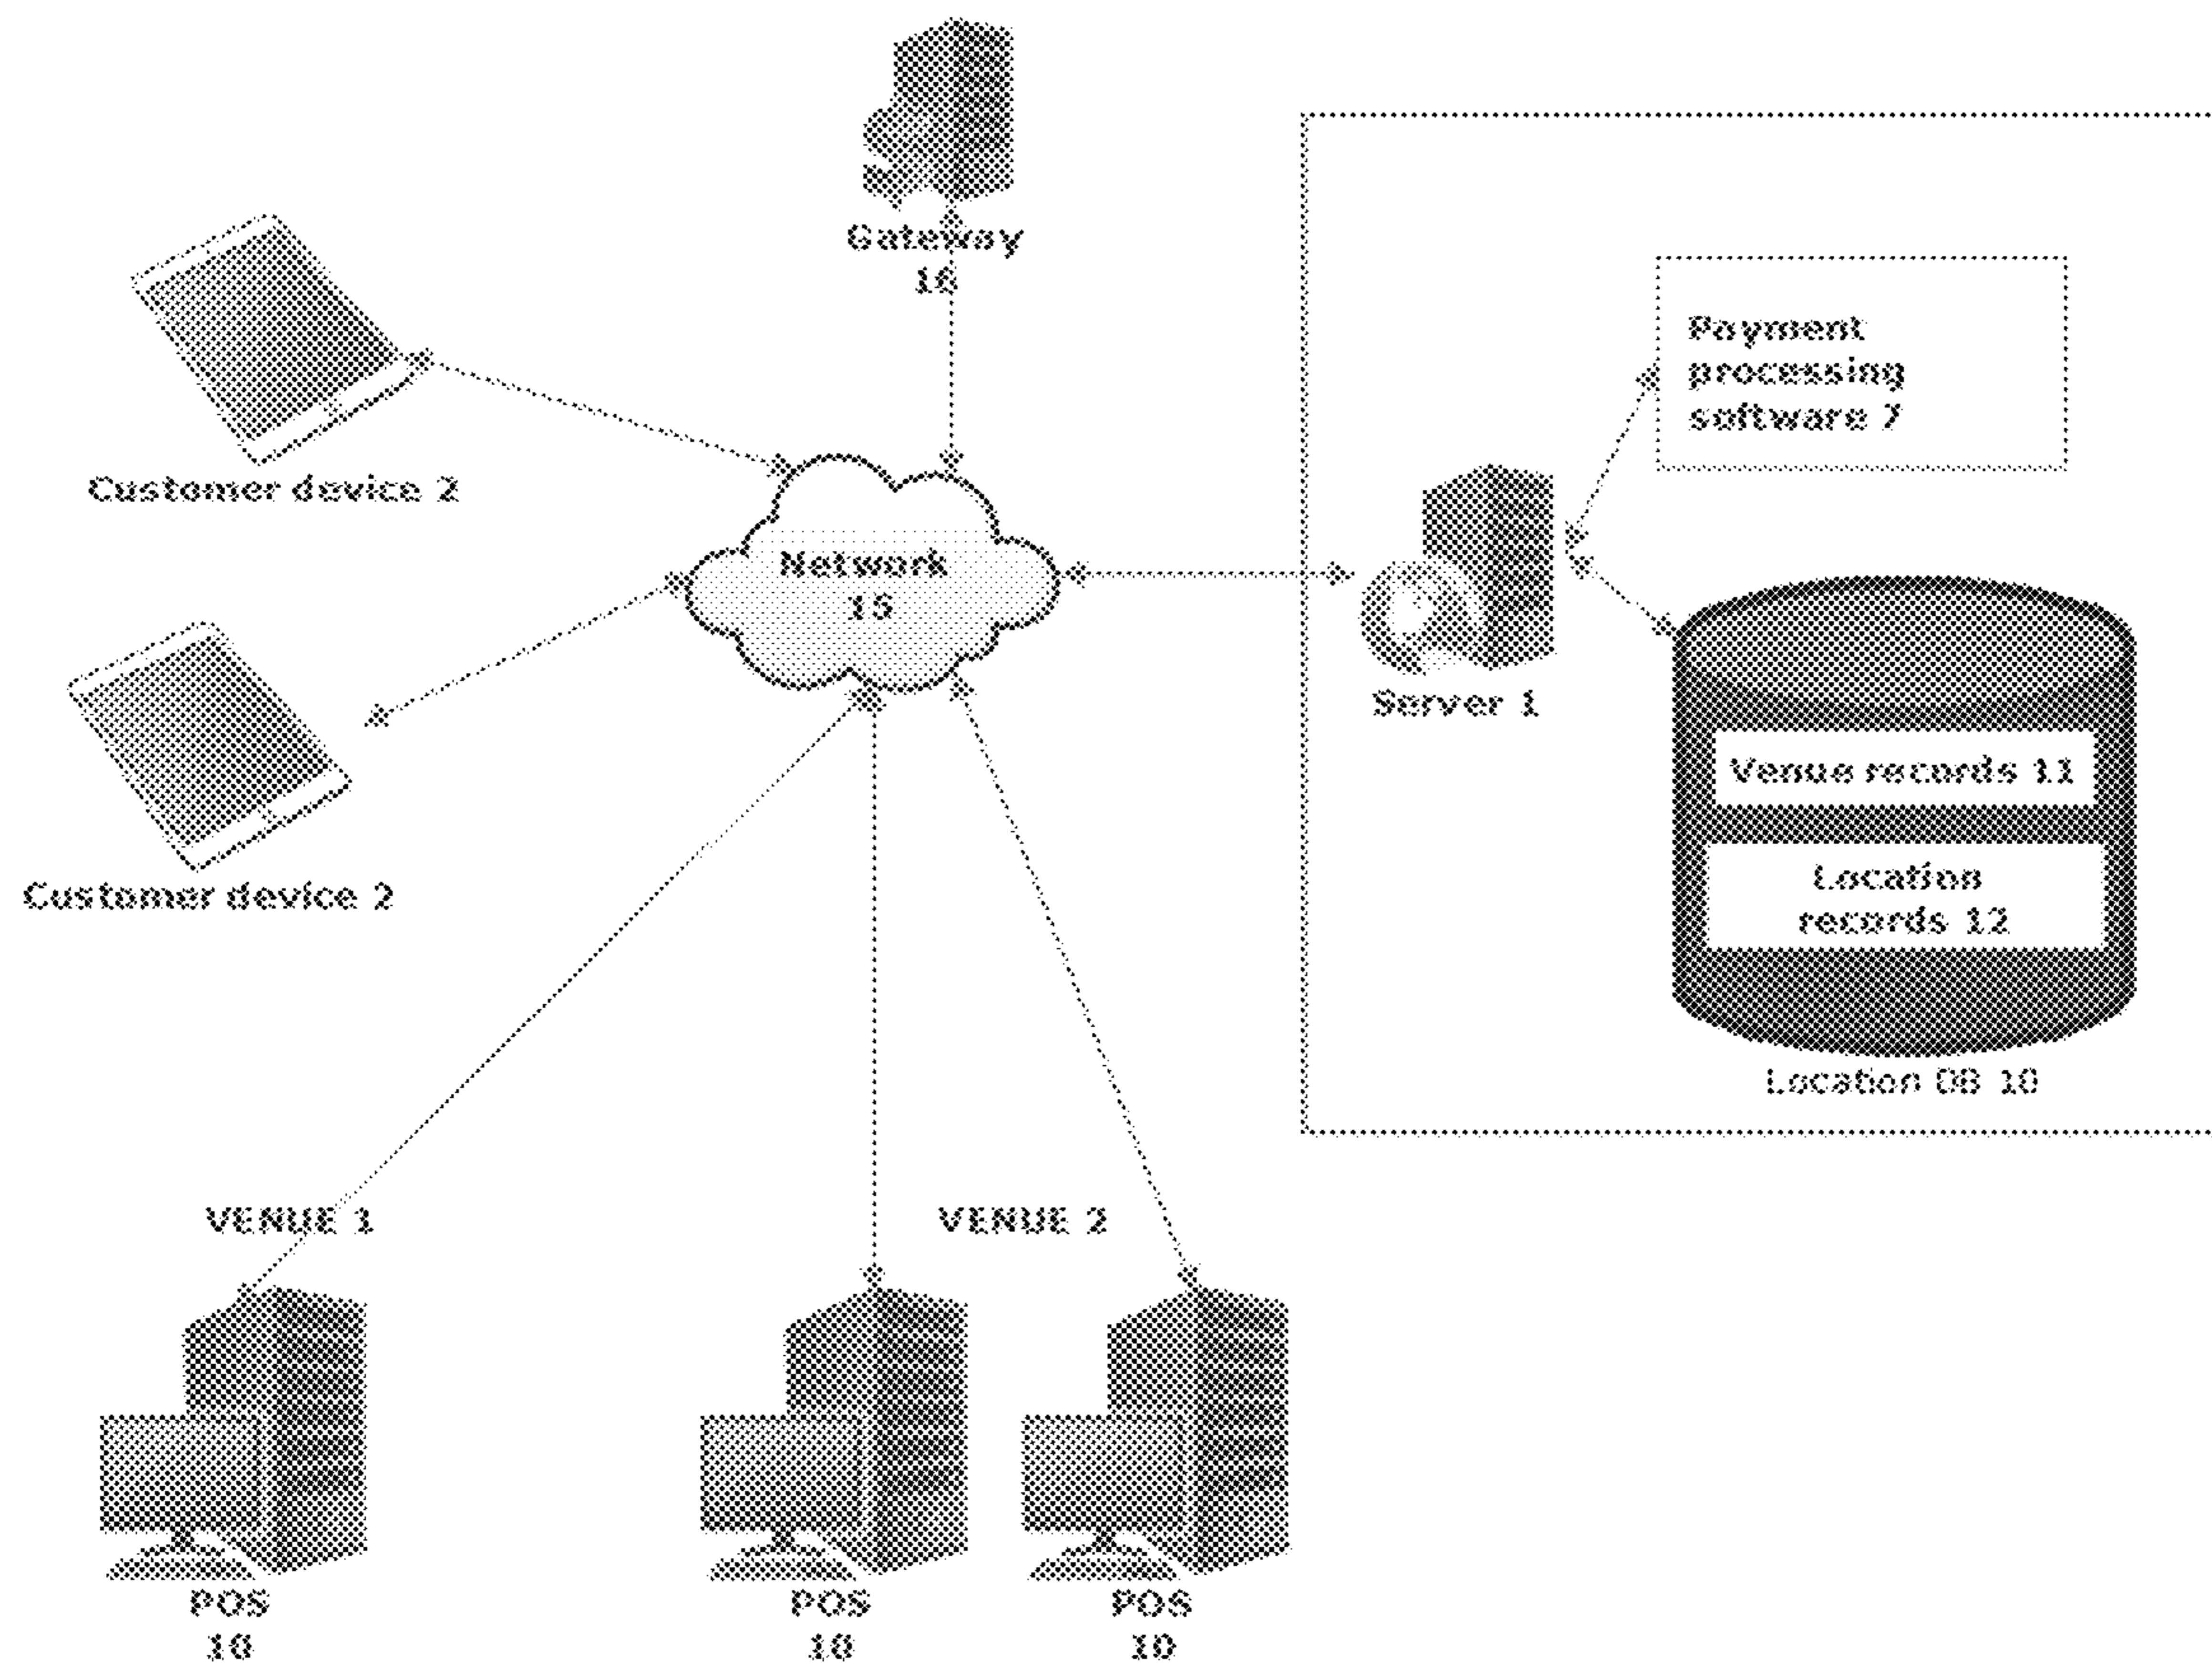 Gateway
16
Customer device 2
Payment
processing
software 7
Network
15
Server 1
Customer device 2
Venue records 11
Location
records 12
Location DB 10
VENUE 1
VENUE 2
POS
10
POS
10
POS
10